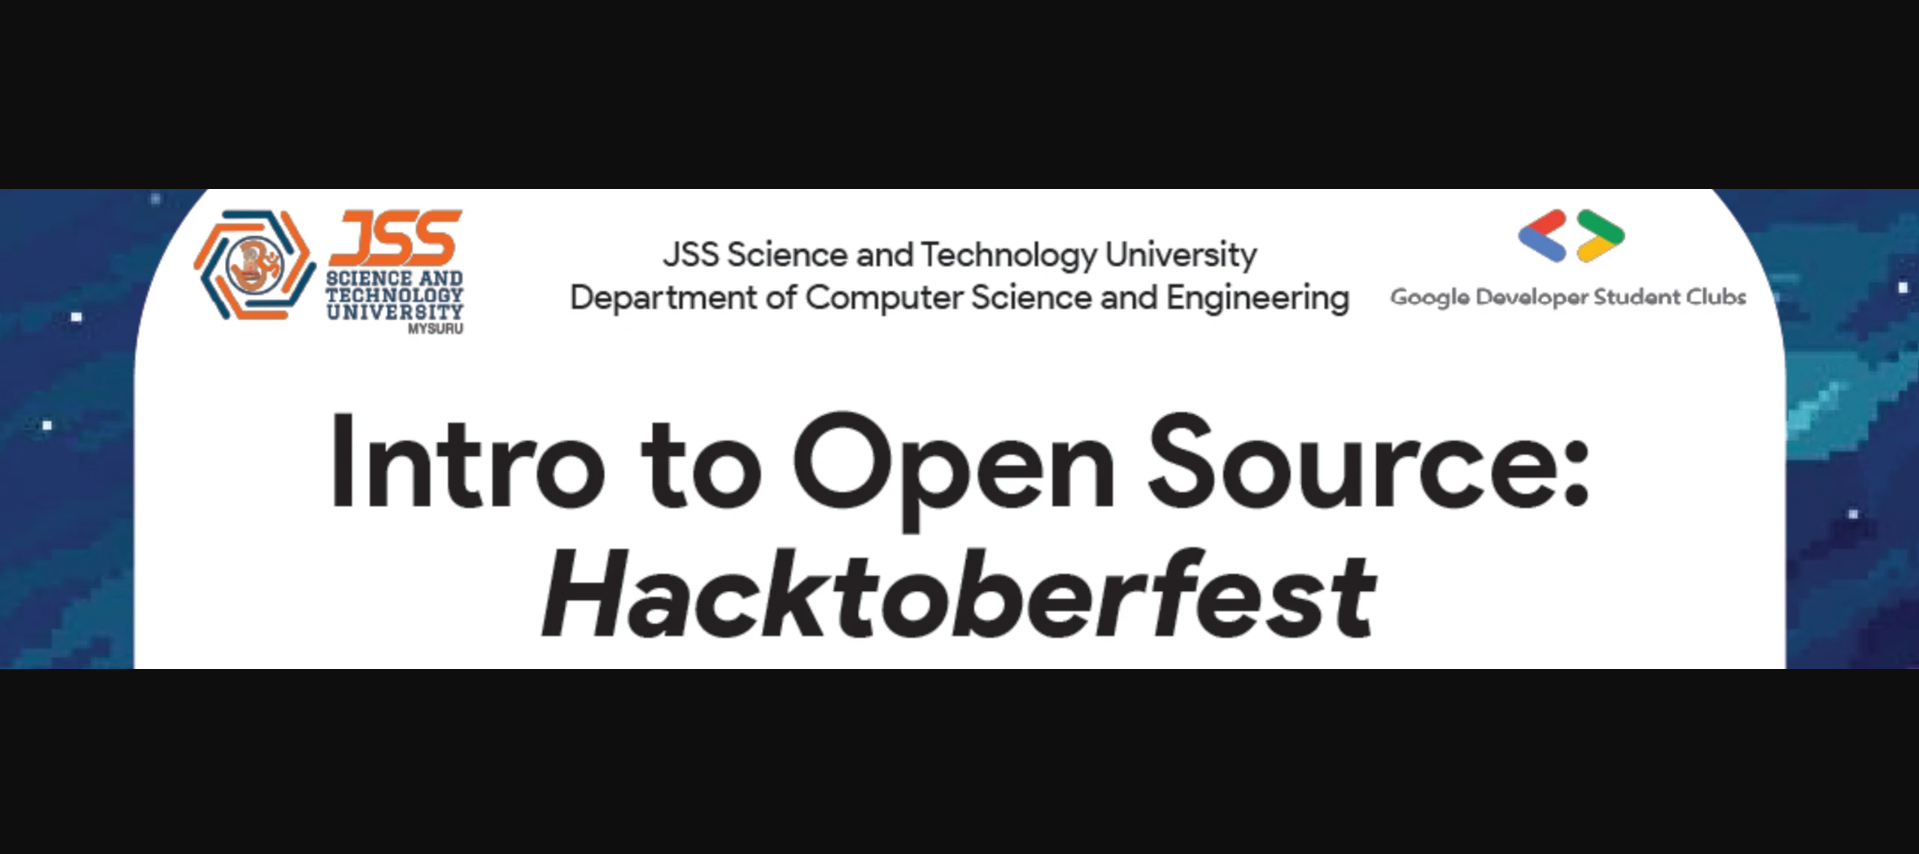 JSS
SCIENCE AND
TECHNOLOGY
UNIVERSITY
MYSURU
JSS Science and Technology University
Department of Computer Science and Engineering
Google Developer Student Clubs
Intro to Open Source:
Hacktoberfest